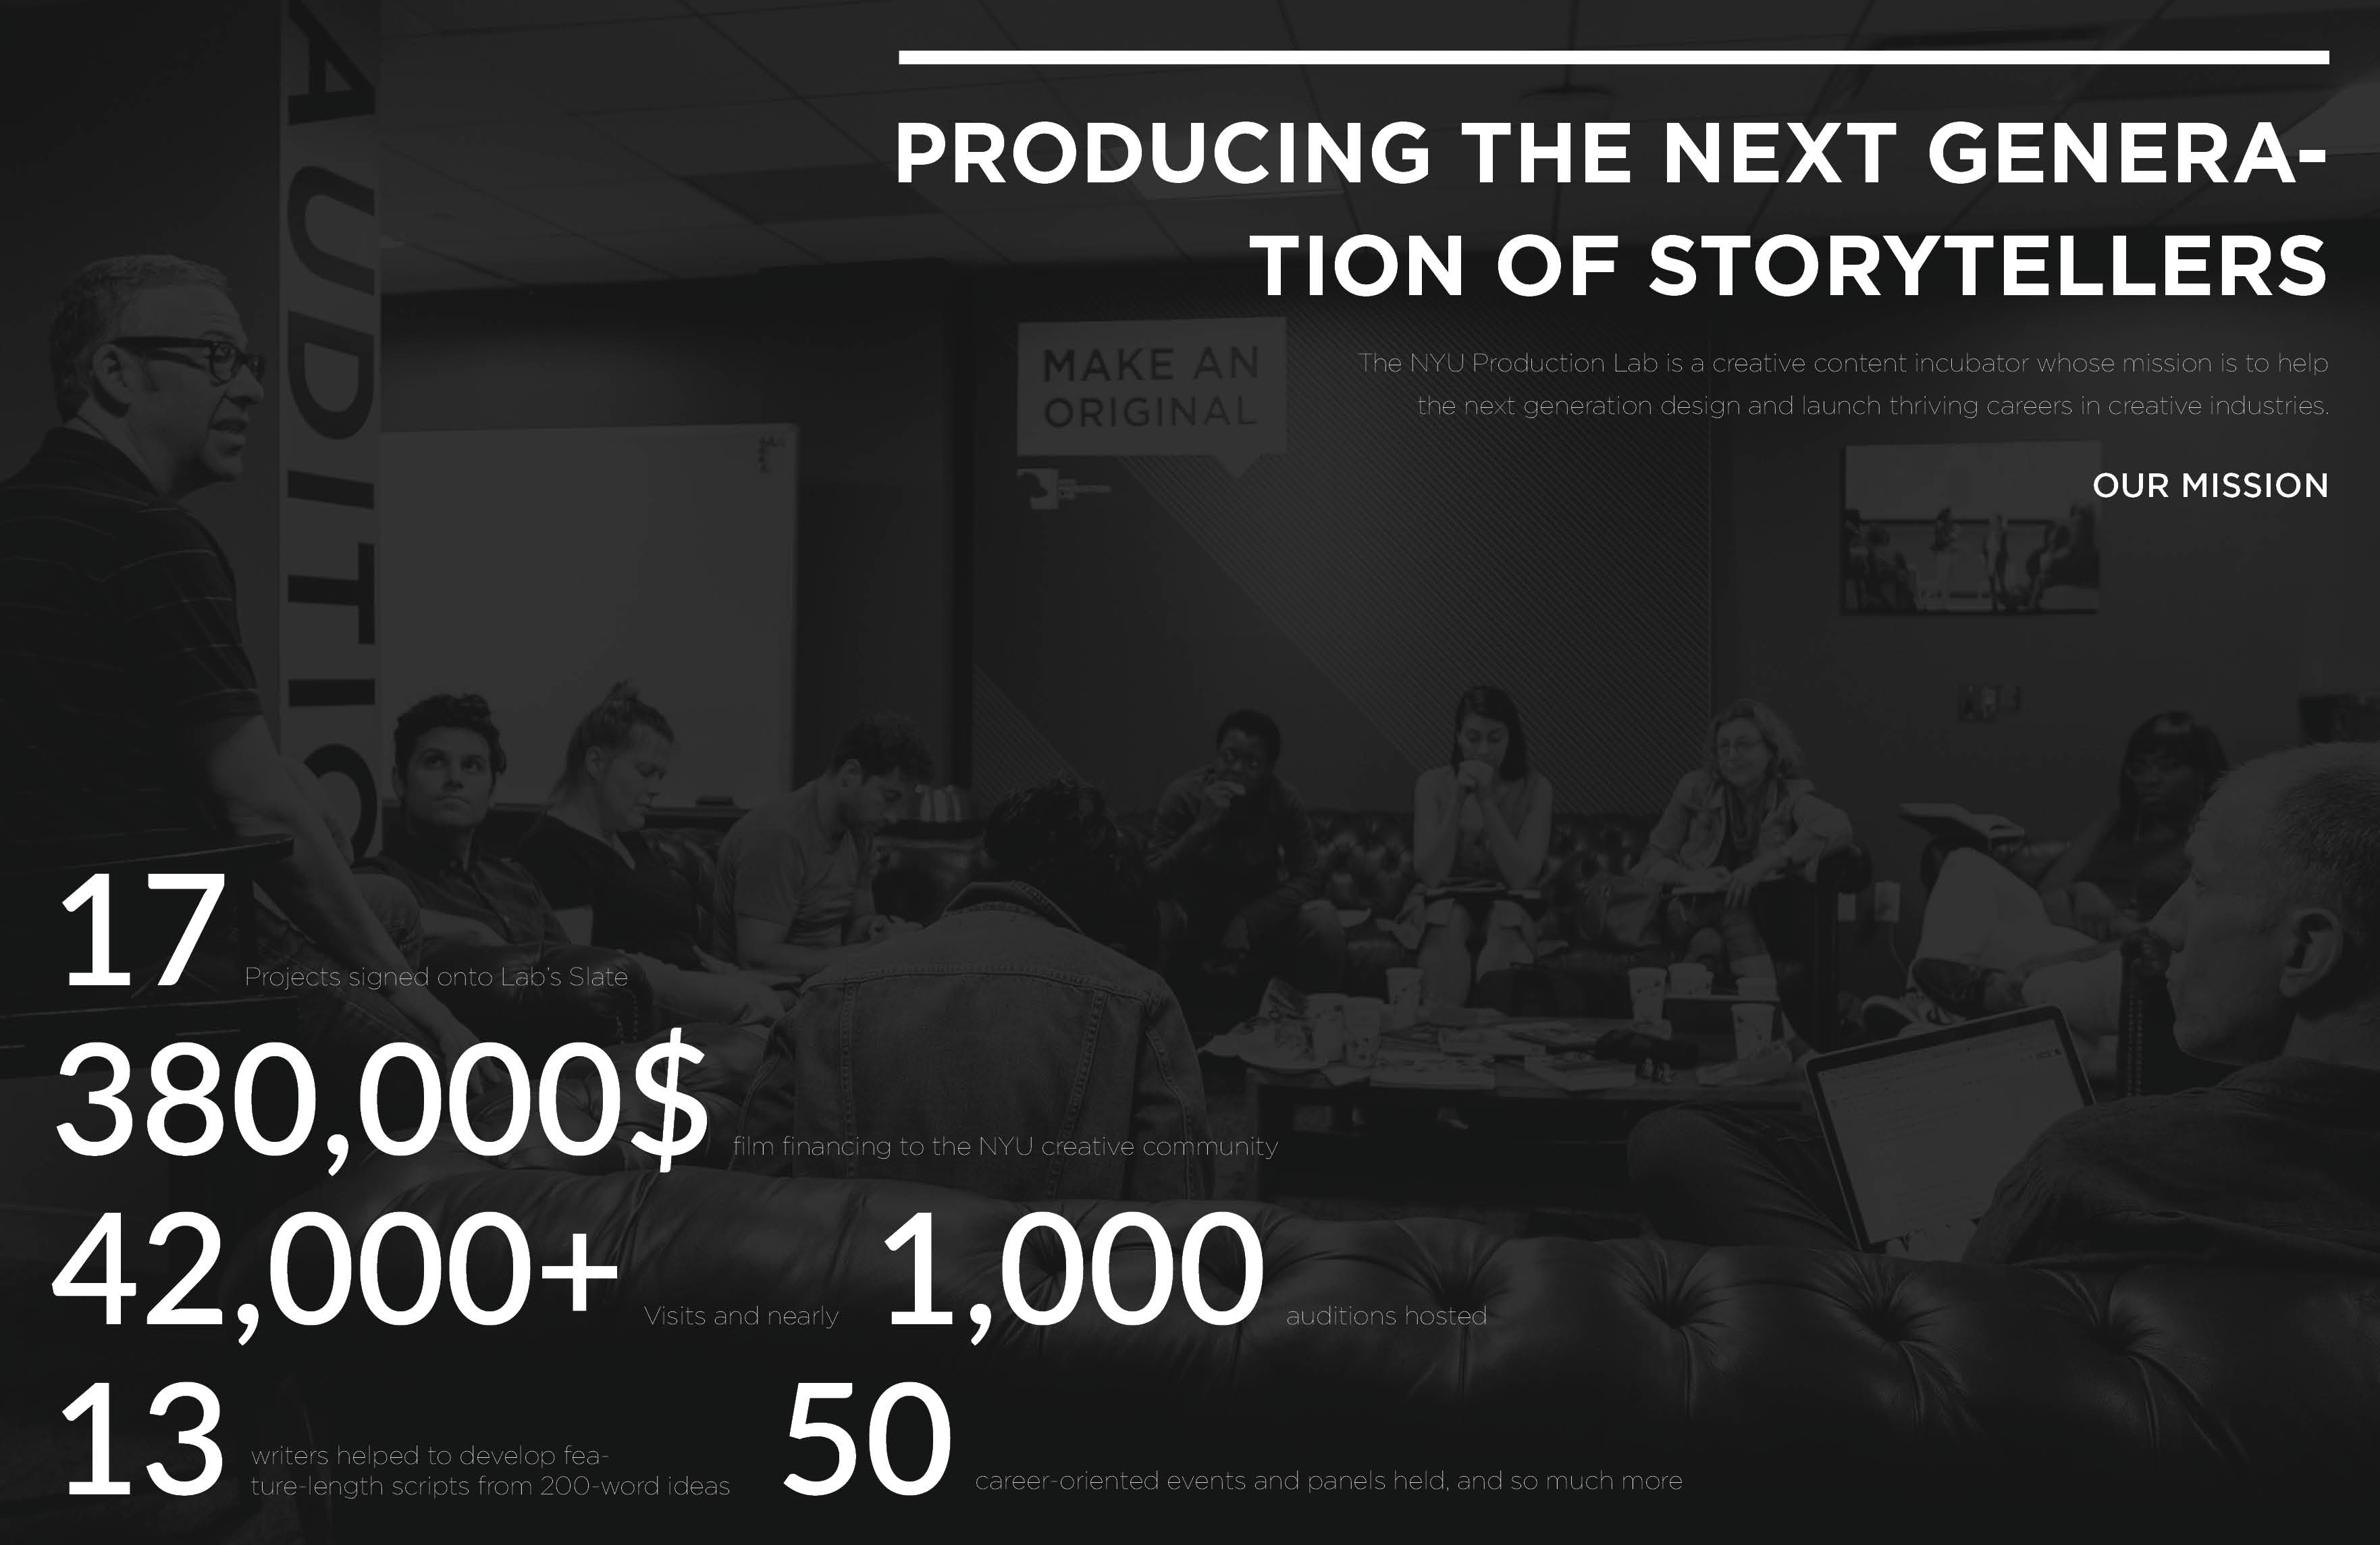 PRODUCING THE NEXT GENERA-
TION OF STORYTELLERS
The NYU Production Lab is a creative content incubator whose mission is to help
the next generation design and launch thriving careers in creative industries.
OUR MISSION
MAKE AN
ORIGINAL
AUDITIO
17 Projects signed onto Lab's Slate
380,000$ film financing to the NYU creative community
42,000+ Visits and nearly 1,000 auditions hosted
13 writers helped to develop fea-
ture-length scripts from 200-word ideas
50 career-oriented events and panels held, and so much more